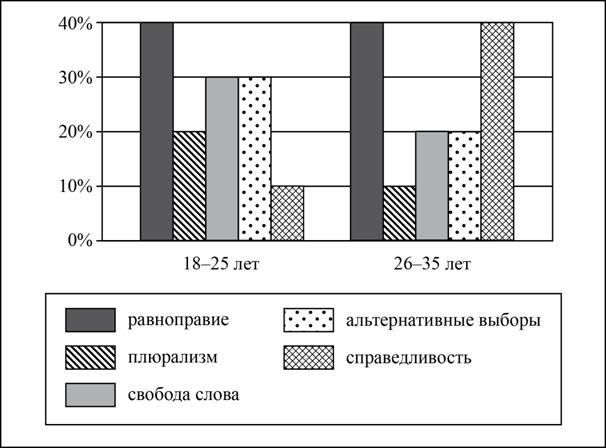 40%
30%
20%
10%
0%
18–25 лет
26–35 лет
равноправие
плюрализм
свобода слова
альтернативные выборы
справедливость